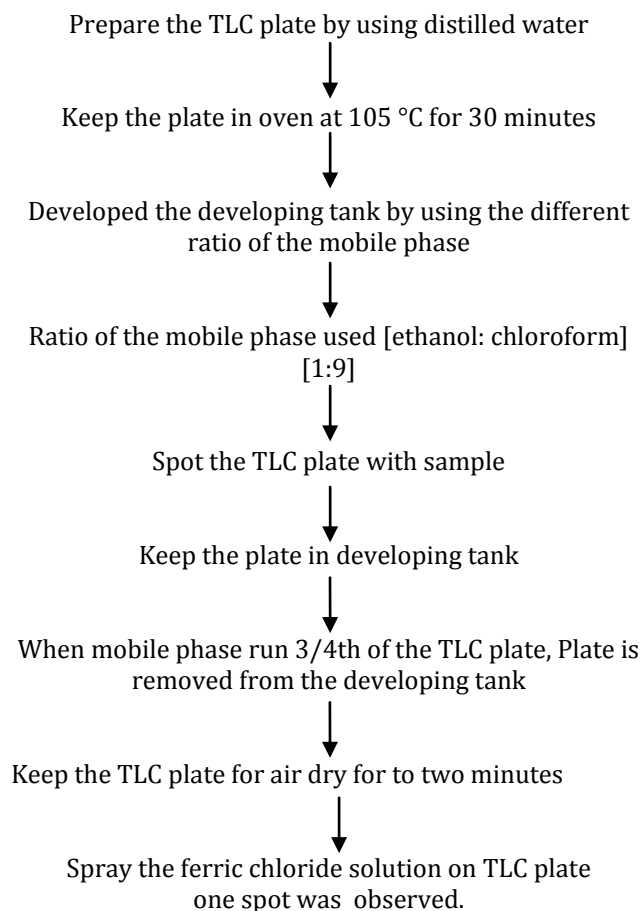 Prepare the TLC plate by using distilled water
Keep the plate in oven at 105 °C for 30 minutes
Developed the developing tank by using the different
ratio of the mobile phase
Ratio of the mobile phase used [ethanol: chloroform]
[1:9]
Spot the TLC plate with sample
Keep the plate in developing tank
When mobile phase run 3/4th of the TLC plate, Plate is
removed from the developing tank
Keep the TLC plate for air dry for to two minutes
Spray the ferric chloride solution on TLC plate
one spot was observed.